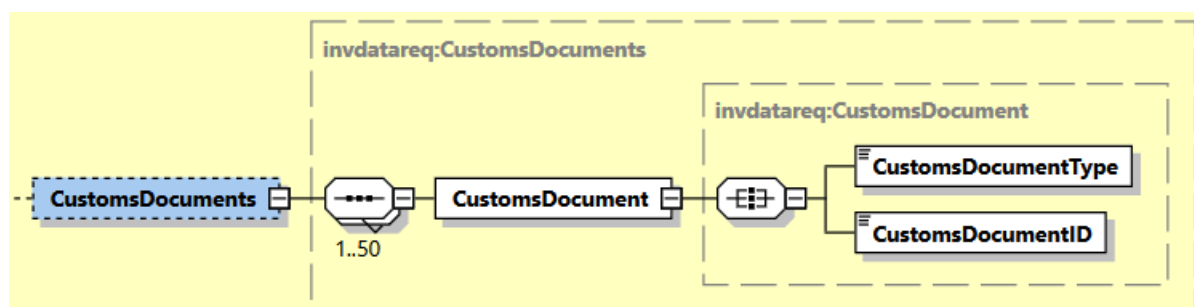 invdatareq:CustomsDocuments
invdatareq:CustomsDocument
CustomsDocumentType
CustomsDocuments
CustomsDocument
CustomsDocumentID
1..50